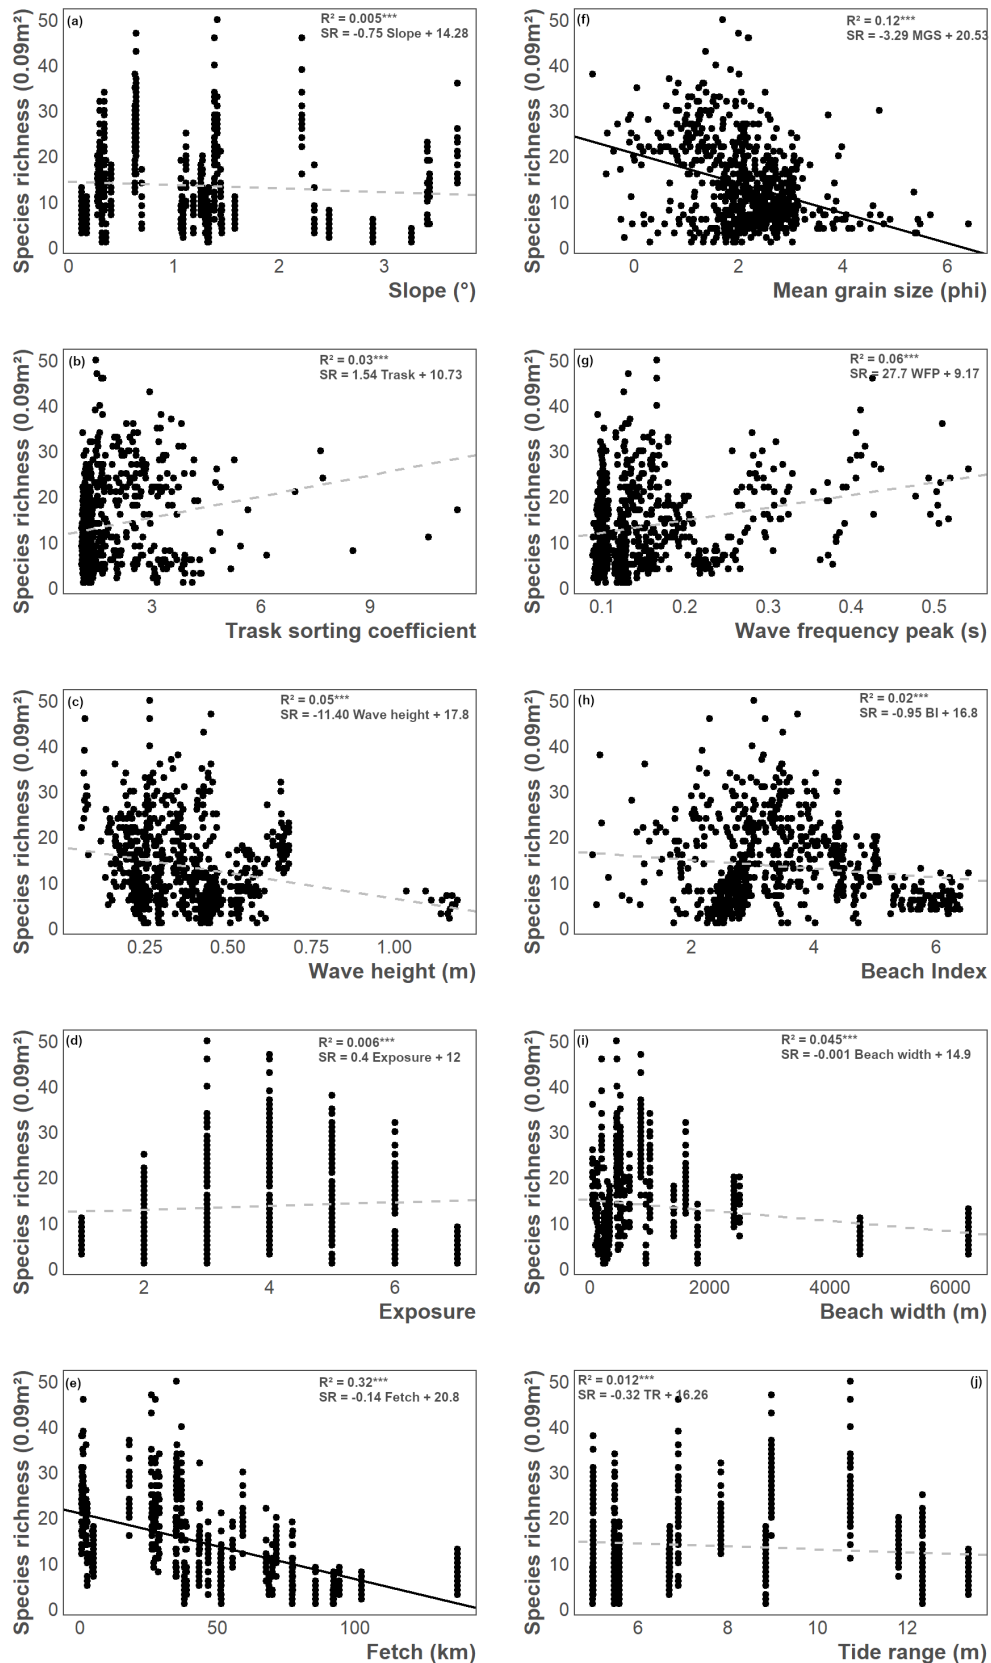 (a)
R² = 0.005***
SR = -0.75 Slope + 14.28
Species richness (0.09m²)
50
40
30
20
10
0
0 1 2 3
Slope (°)
(f)
R² = 0.12***
SR = -3.29 MGS + 20.53
Species richness (0.09m²)
50
40
30
20
10
0
0 2 4 6
Mean grain size (phi)
(b)
R² = 0.03***
SR = 1.54 Trask + 10.73
Species richness (0.09m²)
50
40
30
20
10
0
3 6 9
Trask sorting coefficient
(g)
R² = 0.06***
SR = 27.7 WFP + 9.17
Species richness (0.09m²)
50
40
30
20
10
0
0.1 0.2 0.3 0.4 0.5
Wave frequency peak (s)
(c)
R² = 0.05***
SR = -11.40 Wave height + 17.8
Species richness (0.09m²)
50
40
30
20
10
0
0.25 0.50 0.75 1.00
Wave height (m)
(h)
R² = 0.02***
SR = -0.95 BI + 16.8
Species richness (0.09m²)
50
40
30
20
10
0
2 4 6
Beach Index
(d)
R² = 0.006***
SR = 0.4 Exposure + 12
Species richness (0.09m²)
50
40
30
20
10
0
2 4 6
Exposure
(i)
R² = 0.045***
SR = -0.001 Beach width + 14.9
Species richness (0.09m²)
50
40
30
20
10
0
0 2000 4000 6000
Beach width (m)
(e)
R² = 0.32***
SR = -0.14 Fetch + 20.8
Species richness (0.09m²)
50
40
30
20
10
0
0 50 100
Fetch (km)
R² = 0.012***
(j)
SR = -0.32 TR + 16.26
Species richness (0.09m²)
50
40
30
20
10
0
6 8 10 12
Tide range (m)